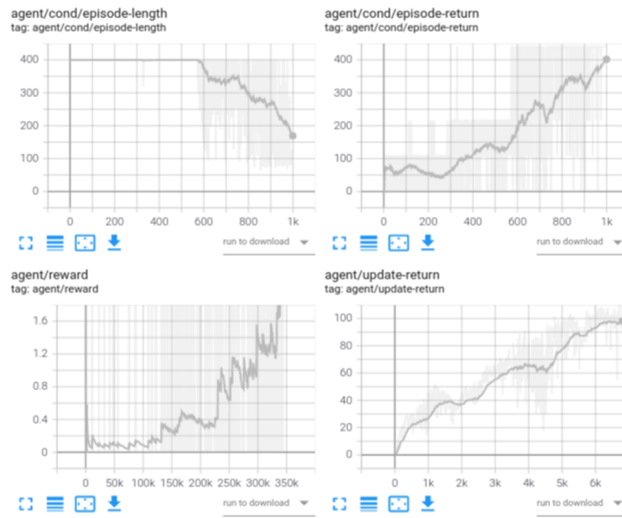 agent/cond/episode-length
tag: agent/cond/episode-length
400
300
200
100
0
0 200 400 600 800 1k
run to download
agent/cond/episode-return
tag: agent/cond/episode-return
400
300
200
100
0
0 200 400 600 800 1k
run to download
agent/reward
tag: agent/reward
1.6
1.2
0.8
0.4
0
0 50k 100k 150k 200k 250k 300k 350k
run to download
agent/update-return
tag: agent/update-return
100
80
60
40
20
0
0 1k 2k 3k 4k 5k 6k
run to download